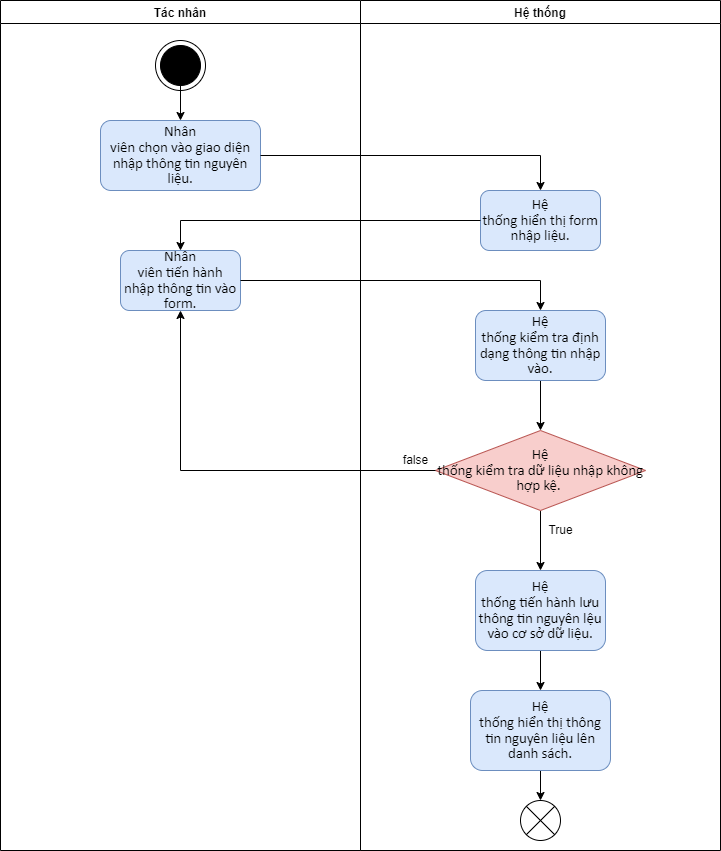 Tác nhân
Hệ thống
Nhân
viên chọn vào giao diện
nhập thông tin nguyên
liệu.
Hệ
thống hiển thị form
nhập liệu.
Nhân
viên tiến hành
nhập thông tin vào
form.
Hệ
thống kiểm tra định
dạng thông tin nhập
vào.
false
Hệ
thống kiểm tra dữ liệu nhập không
hợp kệ.
True
Hệ
thống tiến hành lưu
thông tin nguyên lệu
vào cơ sở dữ liệu.
Hệ
thống hiển thị thông
tin nguyên liệu lên
danh sách.